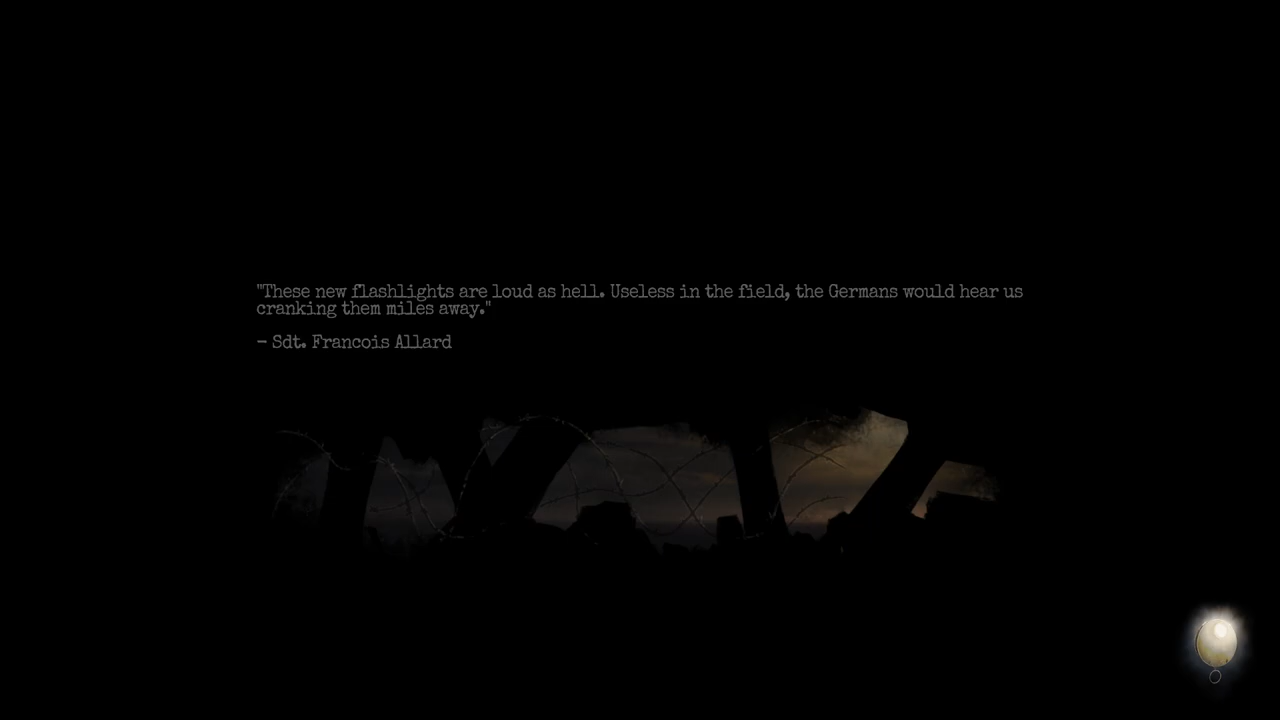 "These new flashlights are loud as hell. Useless in the field, the Germans would hear us
cranking them miles away."
- Sdt. Francois Allard